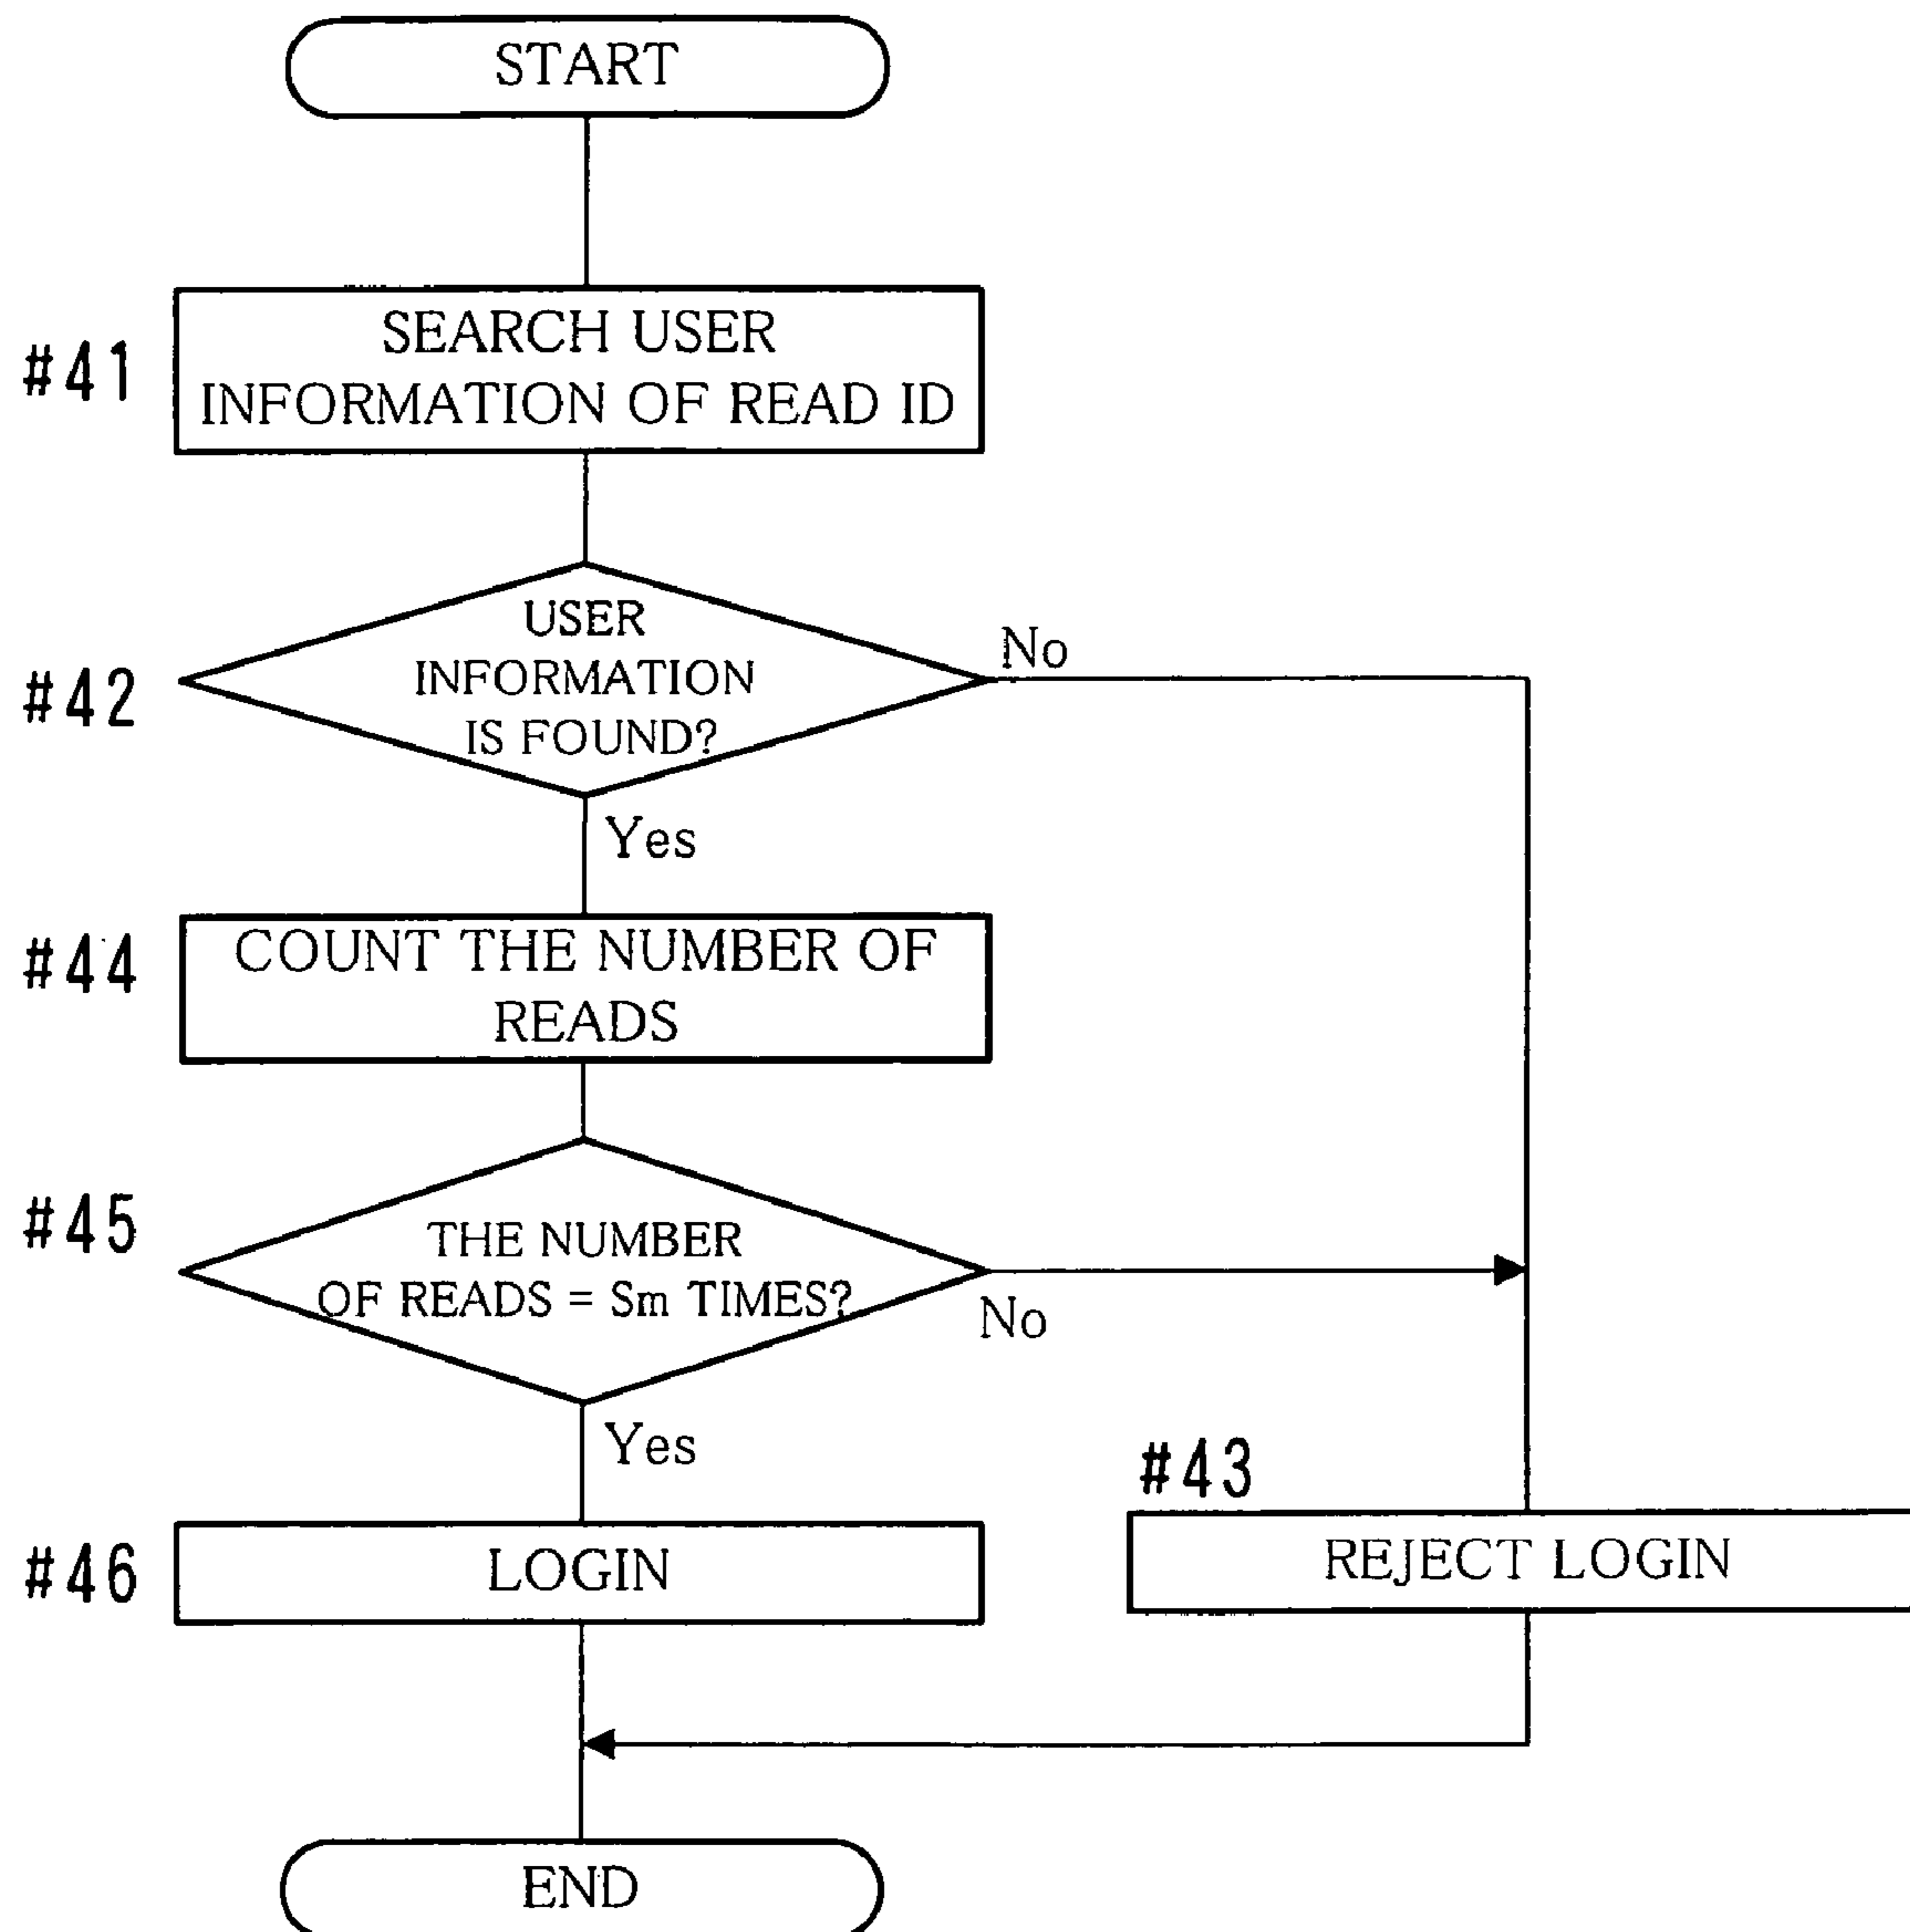 START
#41
SEARCH USER
INFORMATION OF READ ID
#42
USER
INFORMATION
IS FOUND?
No
Yes
#44
COUNT THE NUMBER OF
READS
#45
THE NUMBER
OF READS = Sm TIMES?
No
Yes
#43
#46
LOGIN
REJECT LOGIN
END